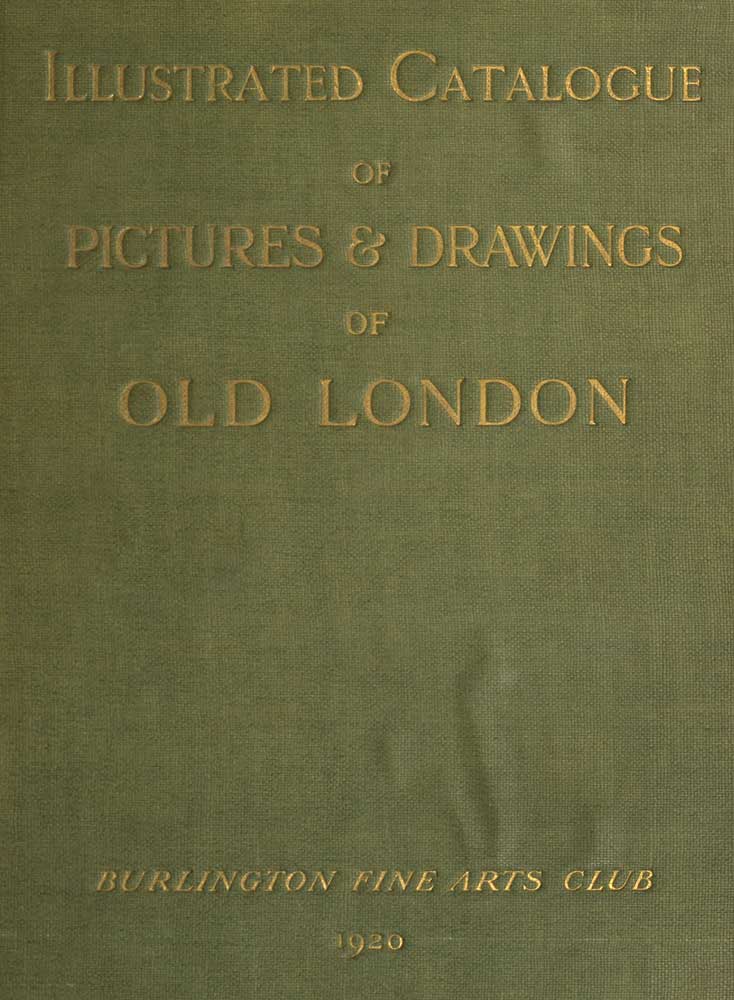 ILLUSTRATED CATALOGUE
OF
PICTURES & DRAWINGS
OF
OLD LONDON
BURLINGTON FINE ARTS CLUB
1920